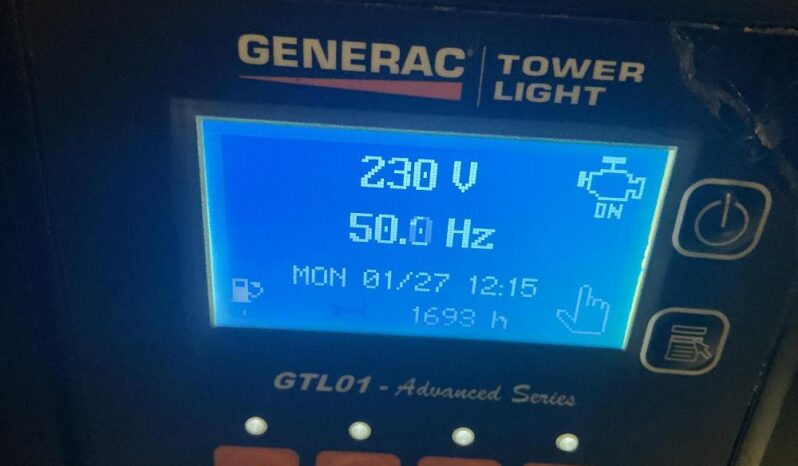 GENERAC
TOWER
LIGHT
230 V
ON
50.0 Hz
MON 01/27 12:15
1693 h
GTL01 - Advanced Series